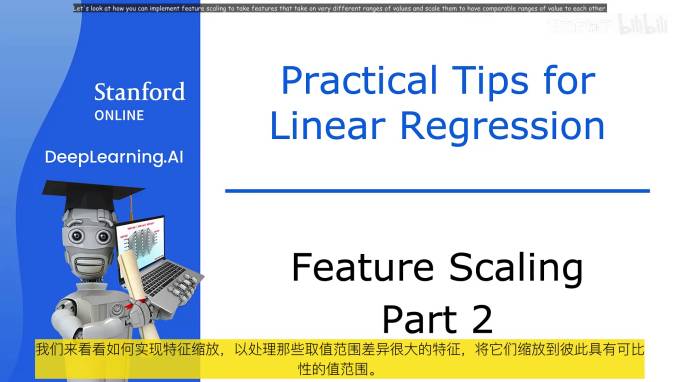 Let's look at how you can implement feature scaling to take features that take on very different ranges of values and scale them to have comparable ranges of value to each other.
bilibili
Stanford
ONLINE
DeepLearning.AI
Practical Tips for
Linear Regression
Feature Scaling
Part 2
我们来看看如何实现特征缩放，以处理那些取值范围差异很大的特征，将它们缩放到彼此具有可比
性的值范围。